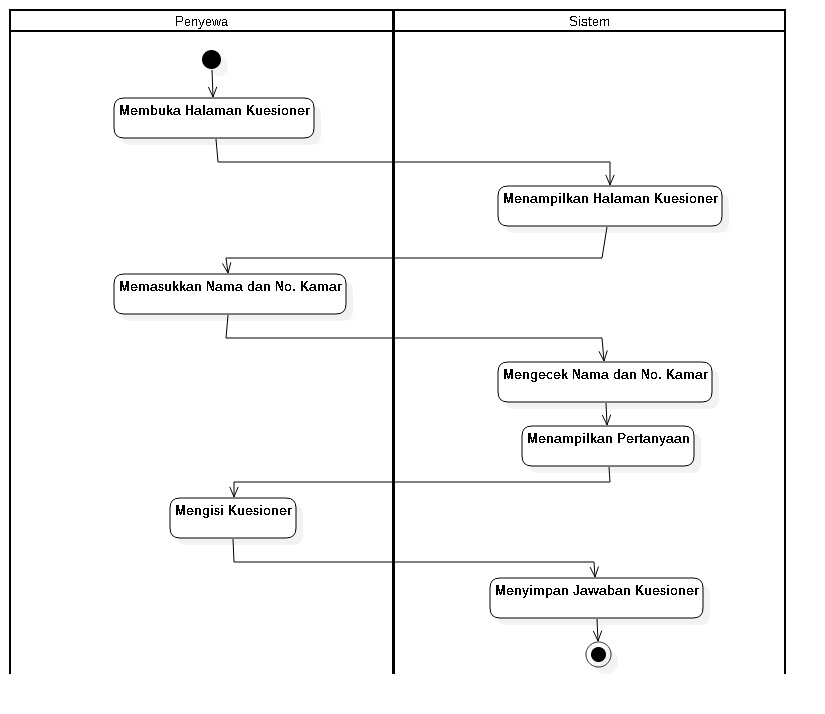 Penyewa
Sistem
Membuka Halaman Kuesioner
Menampilkan Halaman Kuesioner
Memasukkan Nama dan No. Kamar
Mengecek Nama dan No. Kamar
Menampilkan Pertanyaan
Mengisi Kuesioner
Menyimpan Jawaban Kuesioner